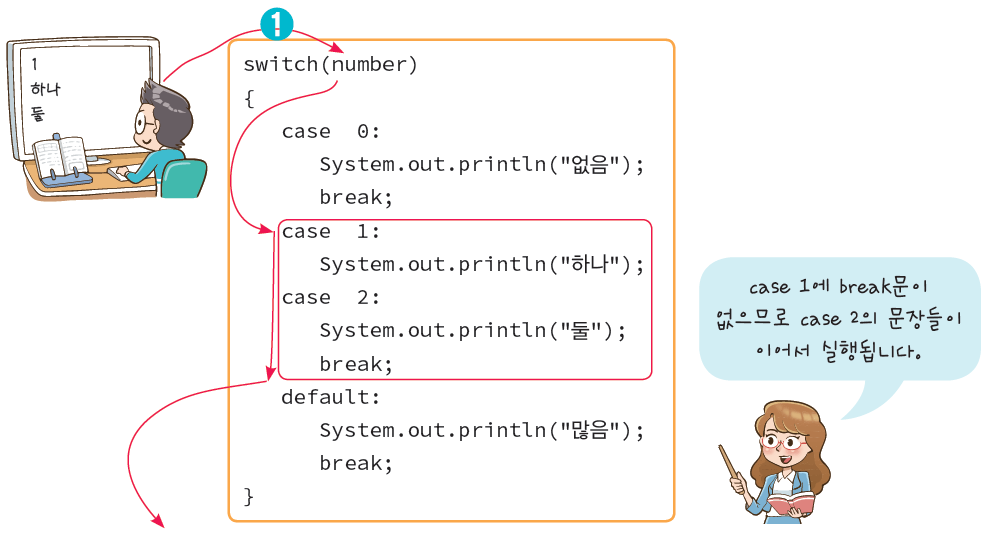 1
1
하나
둘
switch(number)
{
case 0:
System.out.println("없음");
break;
case 1:
System.out.println("하나");
case 2:
System.out.println("둘");
break;
default:
System.out.println("많음");
break;
}
case 1에 break문이
없으므로 case 2의 문장들이
이어서 실행됩니다.